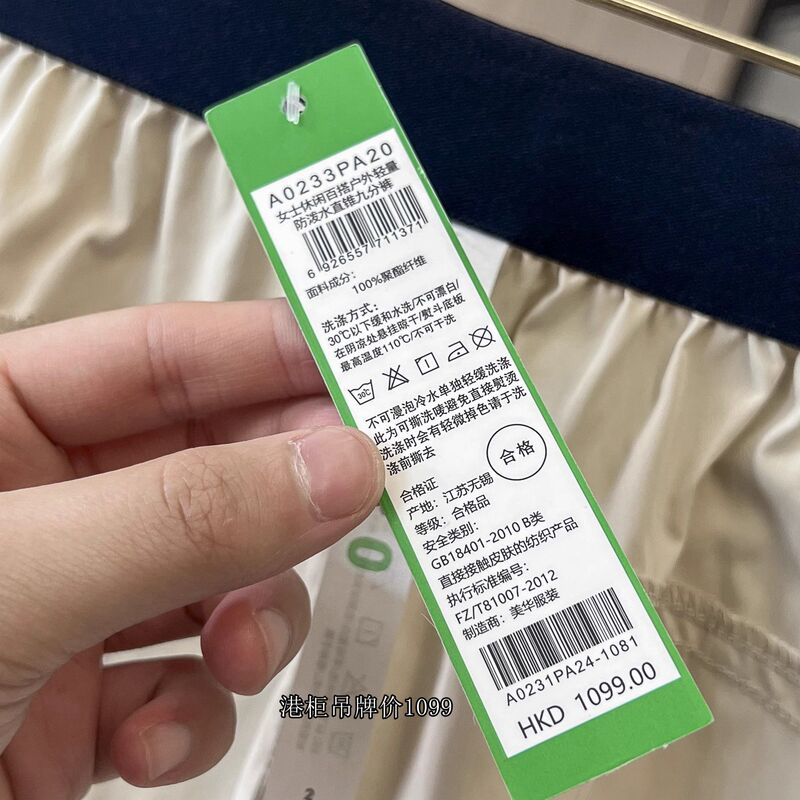 A0233PA20
女士休闲百搭户外轻量
防泼水直锥九分裤
6 926557 711371
面料成分： 100%聚酯纤维
洗涤方式：
30℃以下缓和水洗/不可漂白/
在阴凉处悬挂晾干/熨斗底板
最高温度110℃/不可干洗
30℃
不可漫泡冷水单独轻缓洗涤
此为可撕洗唛避免直接熨烫
洗涤时会有轻微掉色请于洗
涤前撕去
合格
合格证
产地：江苏无锡
等级：合格品
安全类别：
GB18401-2010 B类
直接接触皮肤的纺织产品
执行标准编号：
FZ/T81007-2012
制造商：美华服装
A0231PA24-1081
HKD 1099.00
港柜吊牌价1099